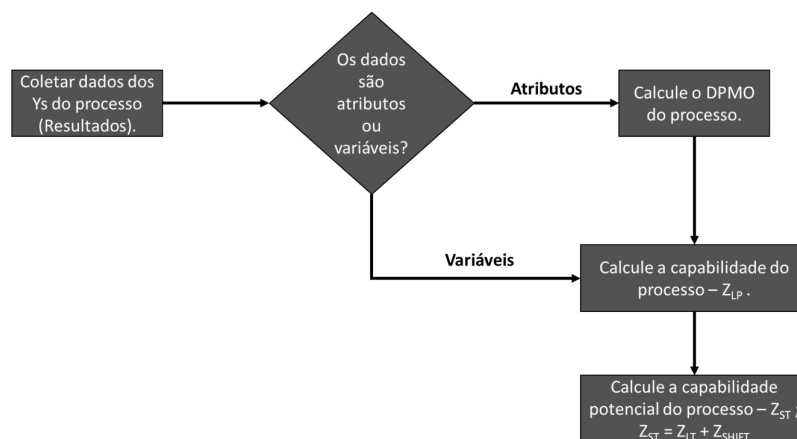 Coletar dados dos
Ys do processo
(Resultados).
Os dados
são
atributos
ou
variáveis?
Atributos
Calcule o DPMO
do processo.
Variáveis
Calcule a capabilidade do
processo – Z_LP .
Calcule a capabilidade
potencial do processo – Z_ST ;
Z_ST = Z_LT + Z_SHIFT